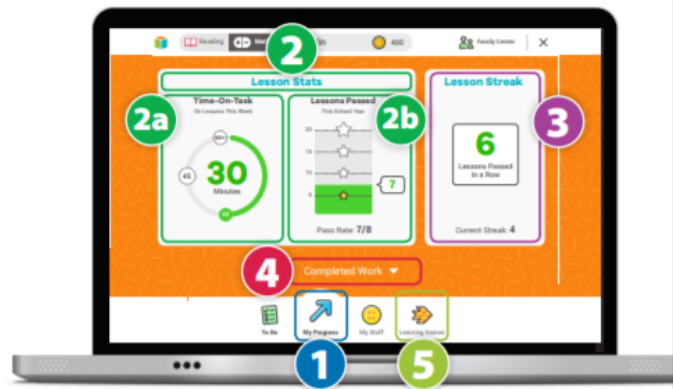 Reading
400
Family Center
2
Lesson Stats
Lesson Streak
2a
Time-On-Task
On Lessons This Week
60+
45
30
Minutes
2b
Lessons Passed
This School Year
20
15
10
5
7
Pass Rate: 7/8
3
6
Lessons Passed
in a Row
Current Streak: 4
4
Completed Work
To Do
My Progress
My Stuff
Learning Games
1
5